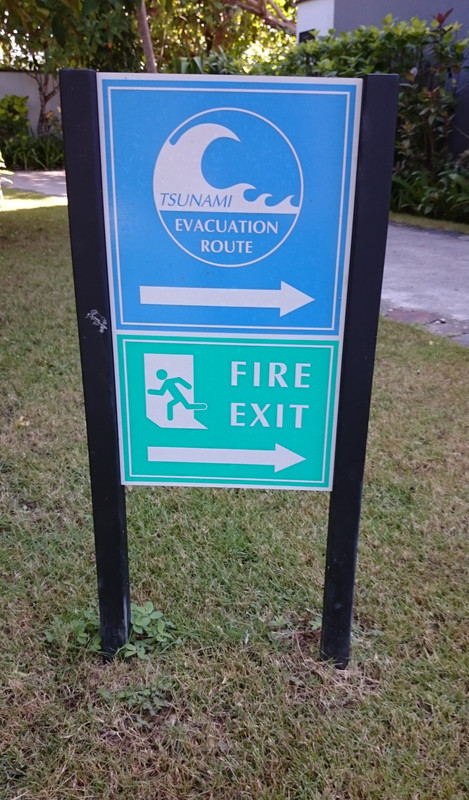 TSUNAMI
EVACUATION
ROUTE
FIRE
EXIT